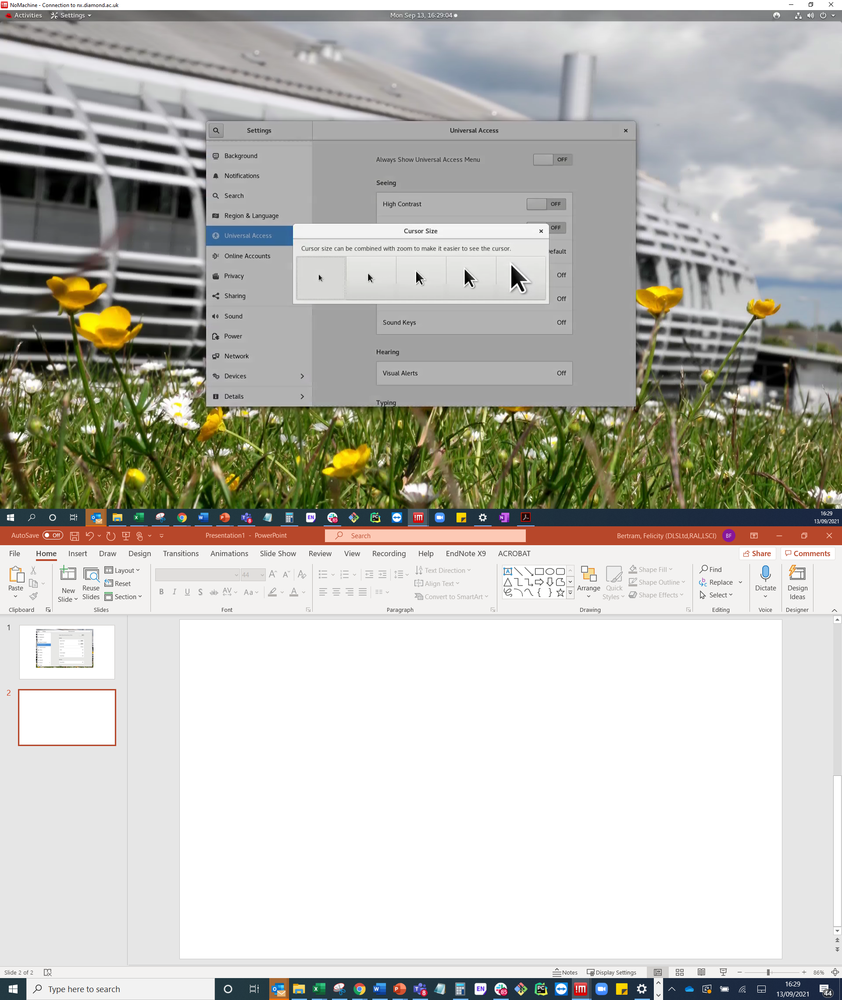 NoMachine - Connection to nx.diamond.ac.uk
Activities Settings Mon Sep 13, 16:29:04
Settings Universal Access
Background
Notifications
Search
Region & Language
Universal Access
Online Accounts
Privacy
Sharing
Sound
Power
Network
Devices
Details
Always Show Universal Access Menu OFF
Seeing
High Contrast OFF
OFF
Cursor Size
Cursor size can be combined with zoom to make it easier to see the cursor.
efault
Off
Off
Sound Keys Off
Hearing
Visual Alerts Off
Typing
16:29
13/09/2021
AutoSave Off Presentation1 - PowerPoint Search Bertram, Felicity (DLSLtd,RAL,LSCI) BF
File Home Insert Draw Design Transitions Animations Slide Show Review View Recording Help EndNote X9 ACROBAT Share Comments
Paste New Slide Reuse Slides Layout Reset Section
44
Text Direction
Align Text
Convert to SmartArt
Arrange Quick Styles Shape Fill Shape Outline Shape Effects
Find
Replace
Select
Dictate Design Ideas
Clipboard Slides Font Paragraph Drawing Editing Voice Designer
1
2
Slide 2 of 2 Notes Display Settings 86%
Type here to search EN 8 85 16:29
13/09/2021 44